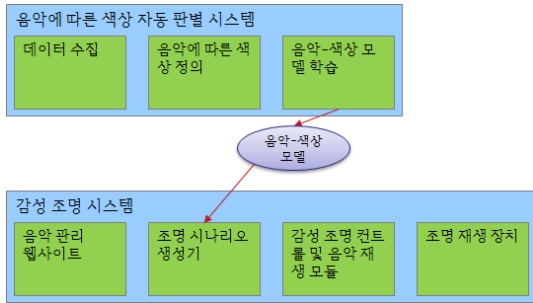 음악에 따른 색상 자동 판별 시스템
데이터 수집
음악에 따른 색
상 정의
음악-색상 모
델 학습
음악-색상
모델
감성 조명 시스템
음악 관리
웹사이트
조명 시나리오
생성기
감성 조명 컨트
롤 및 음악 재
생 모듈
조명 재생 장치